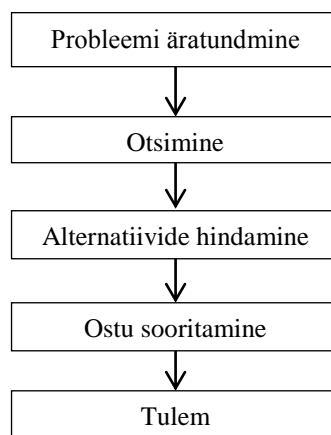 Probleemi äratundmine
Otsimine
Alternatiivide hindamine
Ostu sooritamine
Tulem